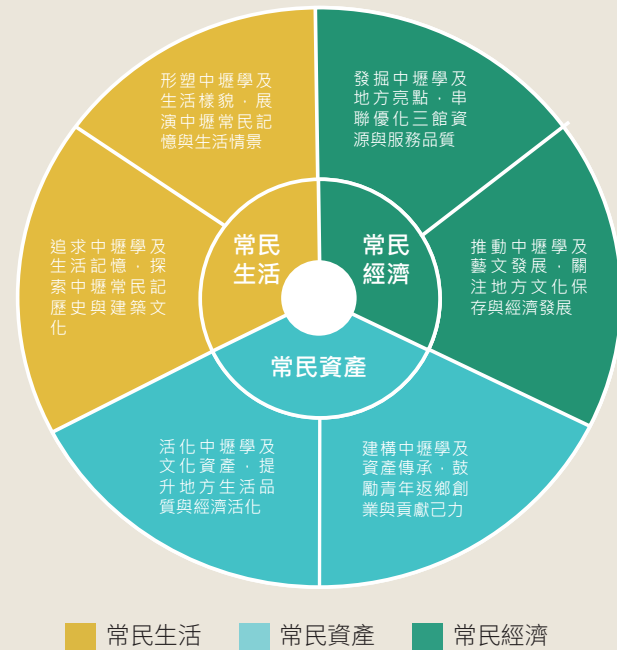 形塑中壢學及
生活樣貌，展
演中壢常民記
憶與生活情景
發掘中壢學及
地方亮點，串
聯優化三館資
源與服務品質
追求中壢學及
生活記憶，探
索中壢常民記
歷史與建築文
化
常民
生活
常民
經濟
推動中壢學及
藝文發展，關
注地方文化保
存與經濟發展
常民資產
活化中壢學及
文化資產，提
升地方生活品
質與經濟活化
建構中壢學及
資產傳承，鼓
勵青年返鄉創
業與貢獻己力
常民生活
常民資產
常民經濟